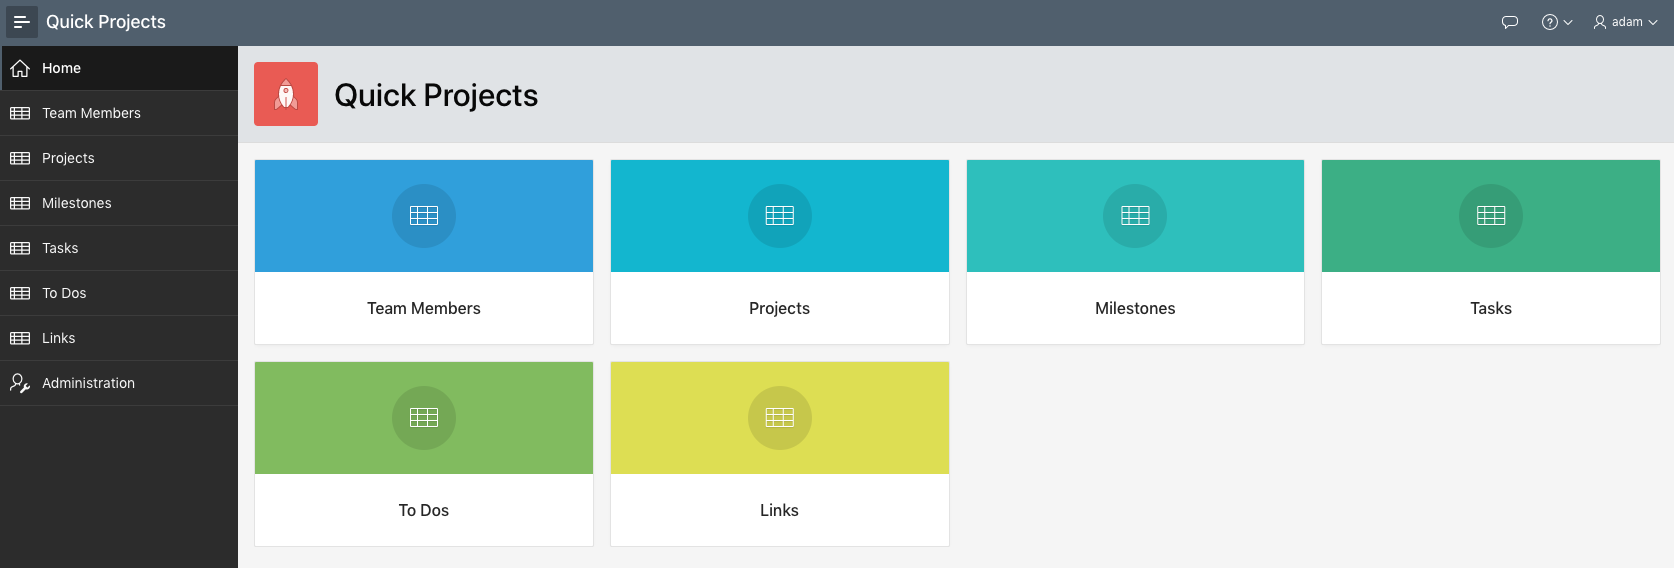 Quick Projects
adam
Home
Team Members
Projects
Milestones
Tasks
To Dos
Links
Administration
Quick Projects
Team Members
Projects
Milestones
Tasks
To Dos
Links